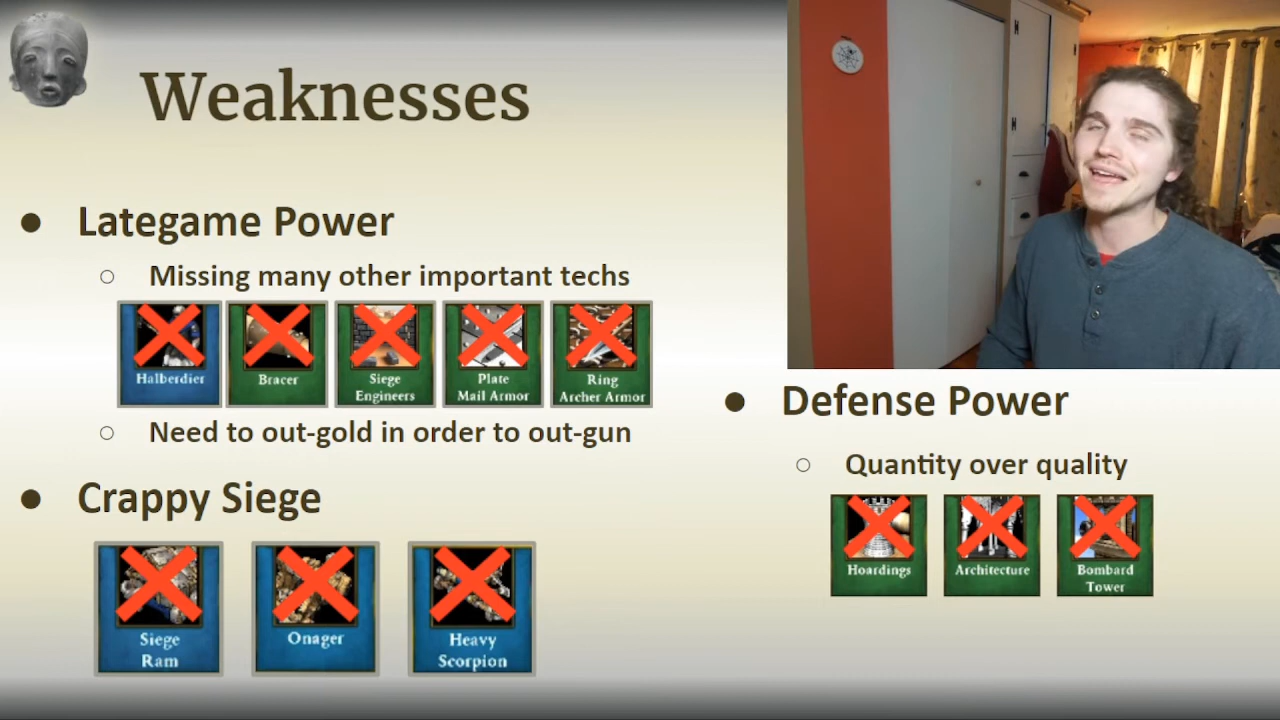 Weaknesses
● Lategame Power
○ Missing many other important techs
Halberdier
Bracer
Siege
Engineers
Plate
Mail Armor
Ring
Archer Armor
○ Need to out-gold in order to out-gun
● Crappy Siege
Siege
Ram
Onager
Heavy
Scorpion
● Defense Power
○ Quantity over quality
Hoardings
Architecture
Bombard
Tower